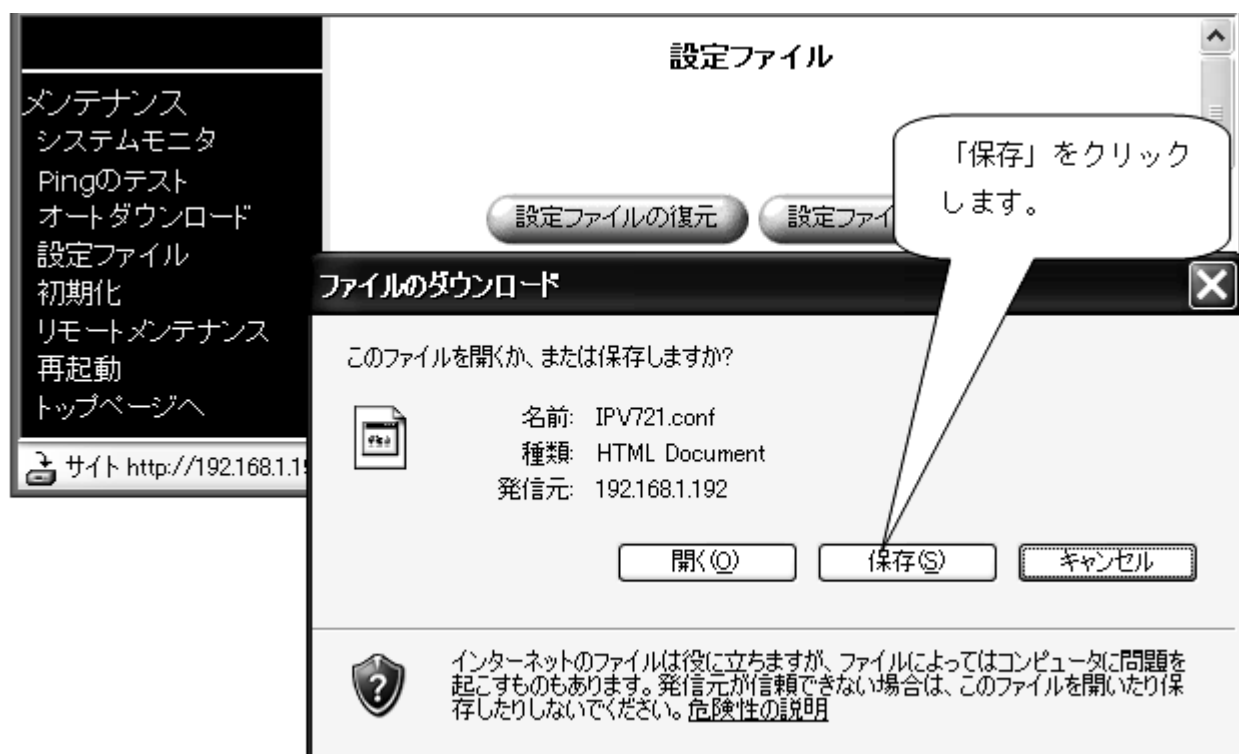 設定ファイル
メンテナンス
システムモニタ
Pingのテスト
オートダウンロード
設定ファイル
初期化
リモートメンテナンス
再起動
トップページへ
「保存」をクリック
します。
設定ファイルの復元
設定ファイ
サイト http://192.168.1.19
ファイルのダウンロード
このファイルを開くか、または保存しますか?
名前: IPV721.conf
種類: HTML Document
発信元: 192.168.1.192
開く(O) 保存(S) キャンセル
インターネットのファイルは役に立ちますが、ファイルによってはコンピュータに問題を
起こすものもあります。発信元が信頼できない場合は、このファイルを開いたり保
存したりしないでください。危険性の説明